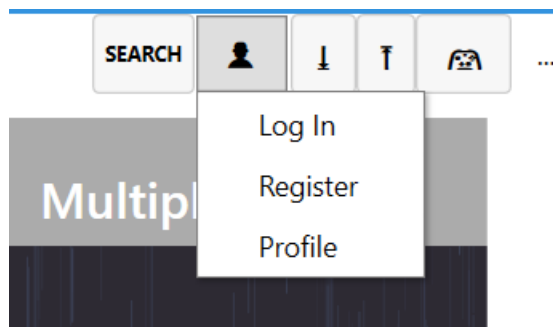 SEARCH
...
Log In
Register
Multipl
Profile